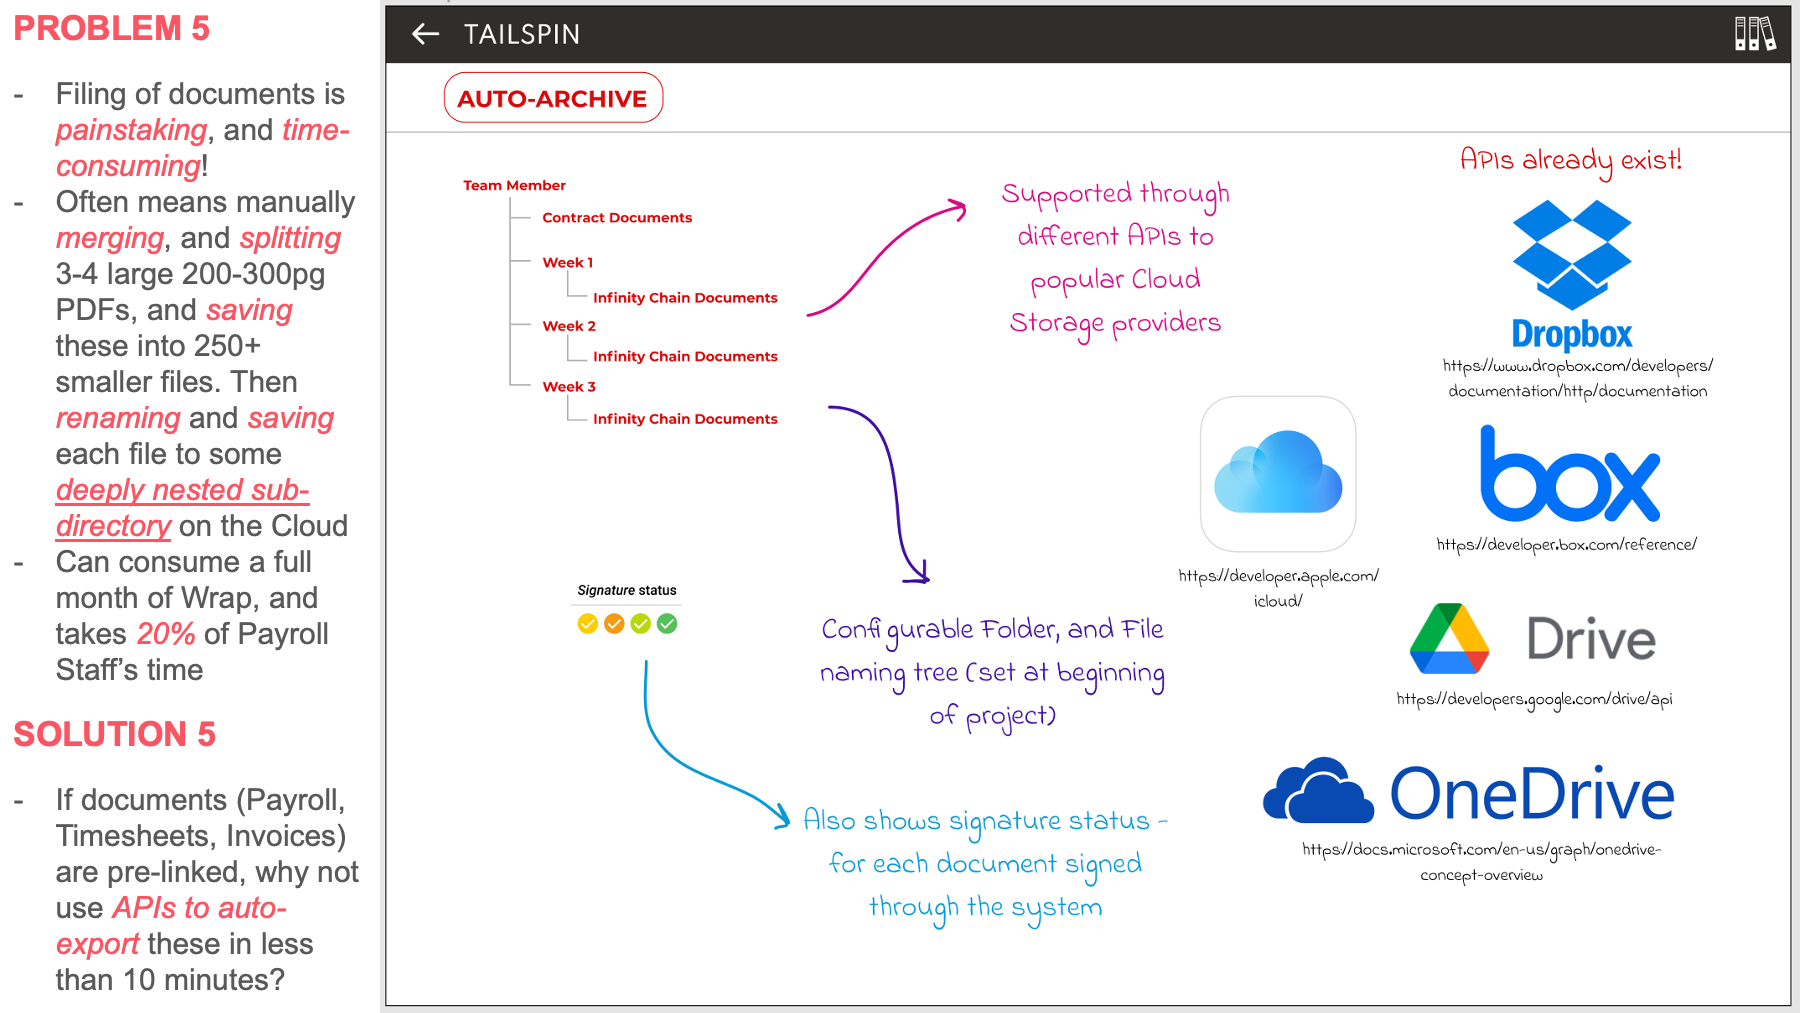 PROBLEM 5
- Filing of documents is
painstaking, and time-
consuming!
- Often means manually
merging, and splitting
3-4 large 200-300pg
PDFs, and saving
these into 250+
smaller files. Then
renaming and saving
each file to some
deeply nested sub-
directory on the Cloud
- Can consume a full
month of Wrap, and
takes 20% of Payroll
Staff's time
SOLUTION 5
- If documents (Payroll,
Timesheets, Invoices)
are pre-linked, why not
use APIs to auto-
export these in less
than 10 minutes?
TAILSPIN
AUTO-ARCHIVE
Team Member
Contract Documents
Week 1
Infinity Chain Documents
Week 2
Infinity Chain Documents
Week 3
Infinity Chain Documents
Supported through
different APIs to
popular Cloud
Storage providers
Signature status
Configurable Folder, and File
naming tree (set at beginning
of project)
Also shows signature status -
for each document signed
through the system
APIs already exist!
Dropbox
https://www.dropbox.com/developers/
documentation/http/documentation
https://developer.apple.com/
icloud/
box
https://developer.box.com/reference/
Drive
https://developers.google.com/drive/api
OneDrive
https://docs.microsoft.com/en-us/graph/onedrive-
concept-overview